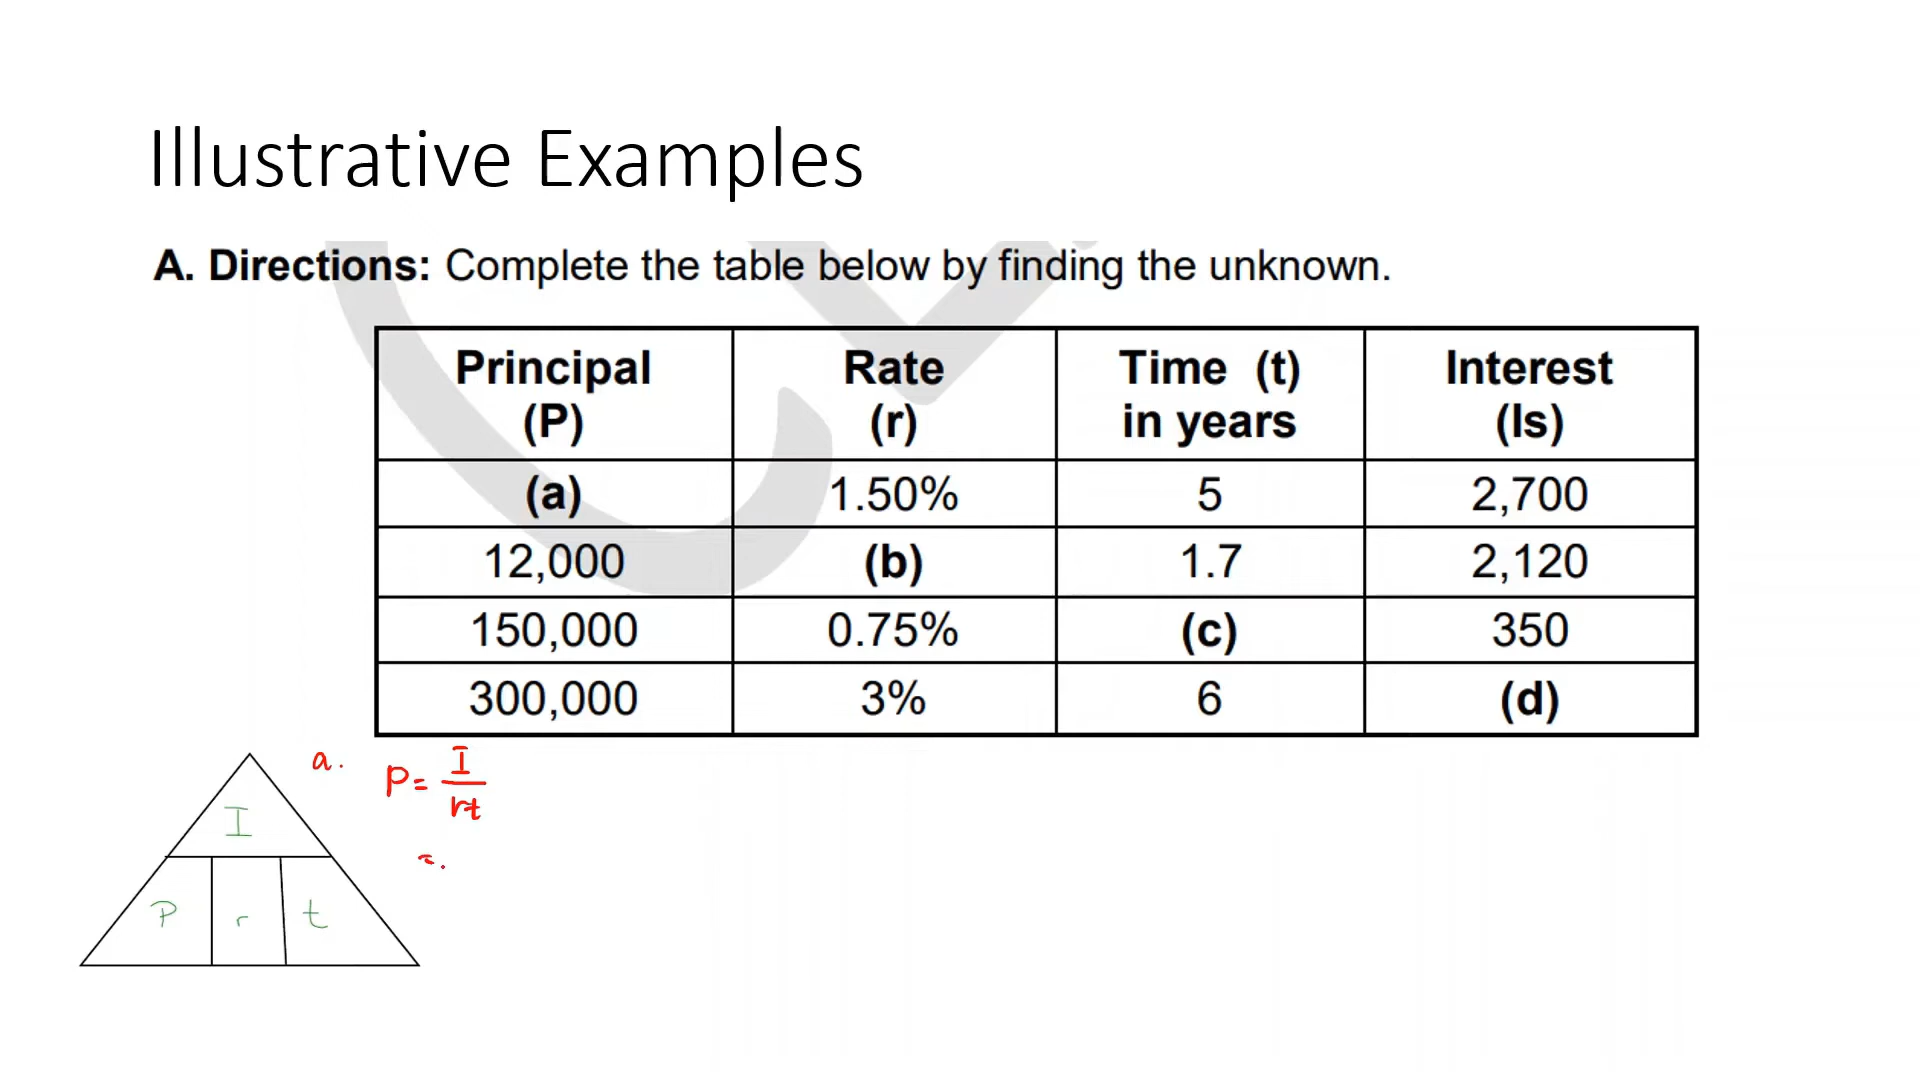 Illustrative Examples
A. Directions: Complete the table below by finding the unknown.
Principal (P) Rate (r) Time (t) in years Interest (Is)
(a) 1.50% 5 2,700
12,000 (b) 1.7 2,120
150,000 0.75% (c) 350
300,000 3% 6 (d)
a. P = I
rt
=.
I
P r t